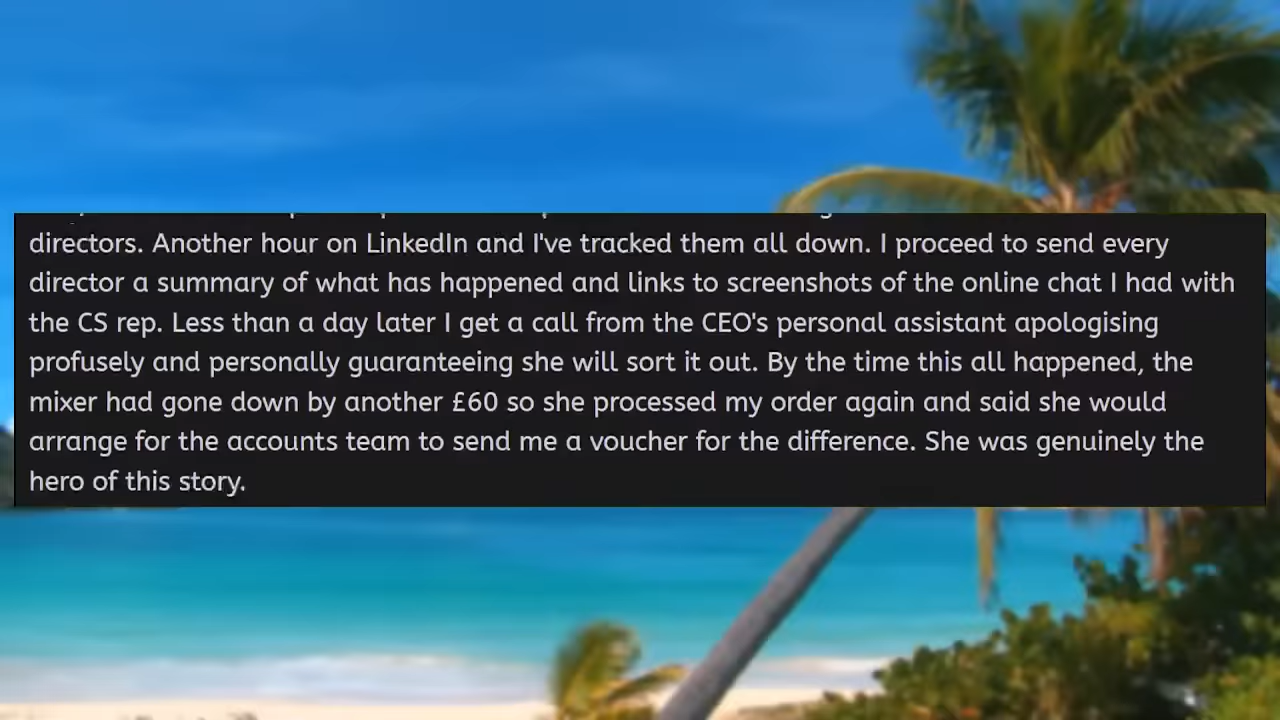 directors. Another hour on LinkedIn and I've tracked them all down. I proceed to send every
director a summary of what has happened and links to screenshots of the online chat I had with
the CS rep. Less than a day later I get a call from the CEO's personal assistant apologising
profusely and personally guaranteeing she will sort it out. By the time this all happened, the
mixer had gone down by another £60 so she processed my order again and said she would
arrange for the accounts team to send me a voucher for the difference. She was genuinely the
hero of this story.